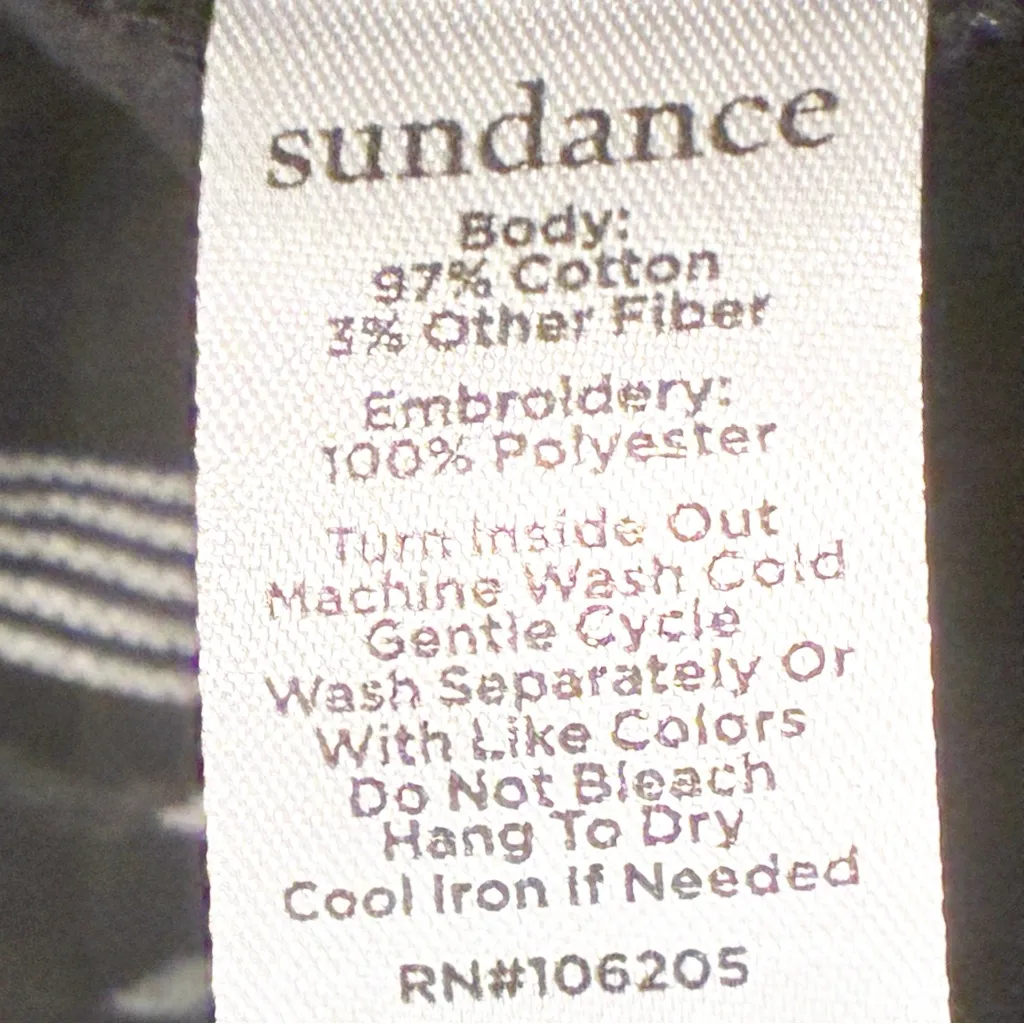 sundance
Body:
97% Cotton
3% Other Fiber
Embroidery:
100% Polyester
Turn Inside Out
Machine Wash Cold
Gentle Cycle
Wash Separately Or
With Like Colors
Do Not Bleach
Hang To Dry
Cool Iron If Needed
RN#106205